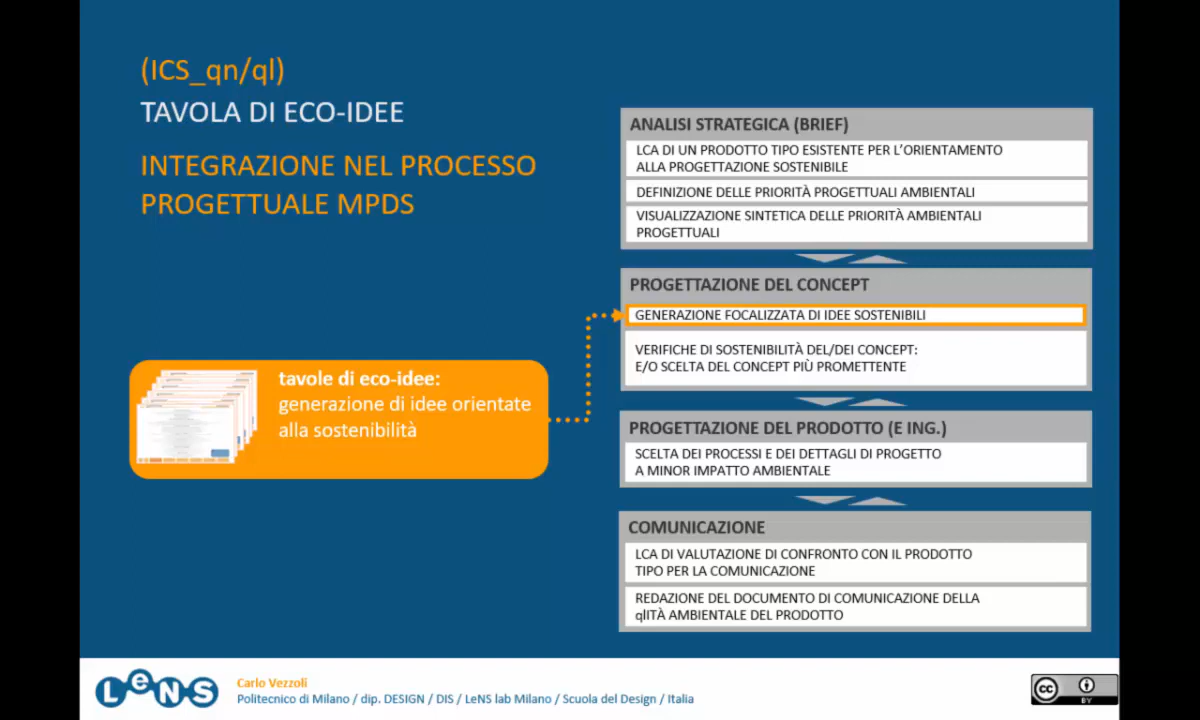 (ICS_qn/ql)
TAVOLA DI ECO-IDEE
INTEGRAZIONE NEL PROCESSO
PROGETTUALE MPDS
tavole di eco-idee:
generazione di idee orientate
alla sostenibilità
ANALISI STRATEGICA (BRIEF)
LCA DI UN PRODOTTO TIPO ESISTENTE PER L'ORIENTAMENTO
ALLA PROGETTAZIONE SOSTENIBILE
DEFINIZIONE DELLE PRIORITÀ PROGETTUALI AMBIENTALI
VISUALIZZAZIONE SINTETICA DELLE PRIORITÀ AMBIENTALI
PROGETTUALI
PROGETTAZIONE DEL CONCEPT
GENERAZIONE FOCALIZZATA DI IDEE SOSTENIBILI
VERIFICHE DI SOSTENIBILITÀ DEL/DEI CONCEPT:
E/O SCELTA DEL CONCEPT PIÙ PROMETTENTE
PROGETTAZIONE DEL PRODOTTO (E ING.)
SCELTA DEI PROCESSI E DEI DETTAGLI DI PROGETTO
A MINOR IMPATTO AMBIENTALE
COMUNICAZIONE
LCA DI VALUTAZIONE DI CONFRONTO CON IL PRODOTTO
TIPO PER LA COMUNICAZIONE
REDAZIONE DEL DOCUMENTO DI COMUNICAZIONE DELLA
qlITÀ AMBIENTALE DEL PRODOTTO
LeNS
Carlo Vezzoli
Politecnico di Milano / dip. DESIGN / DIS / LeNS lab Milano / Scuola del Design / Italia
cc
BY